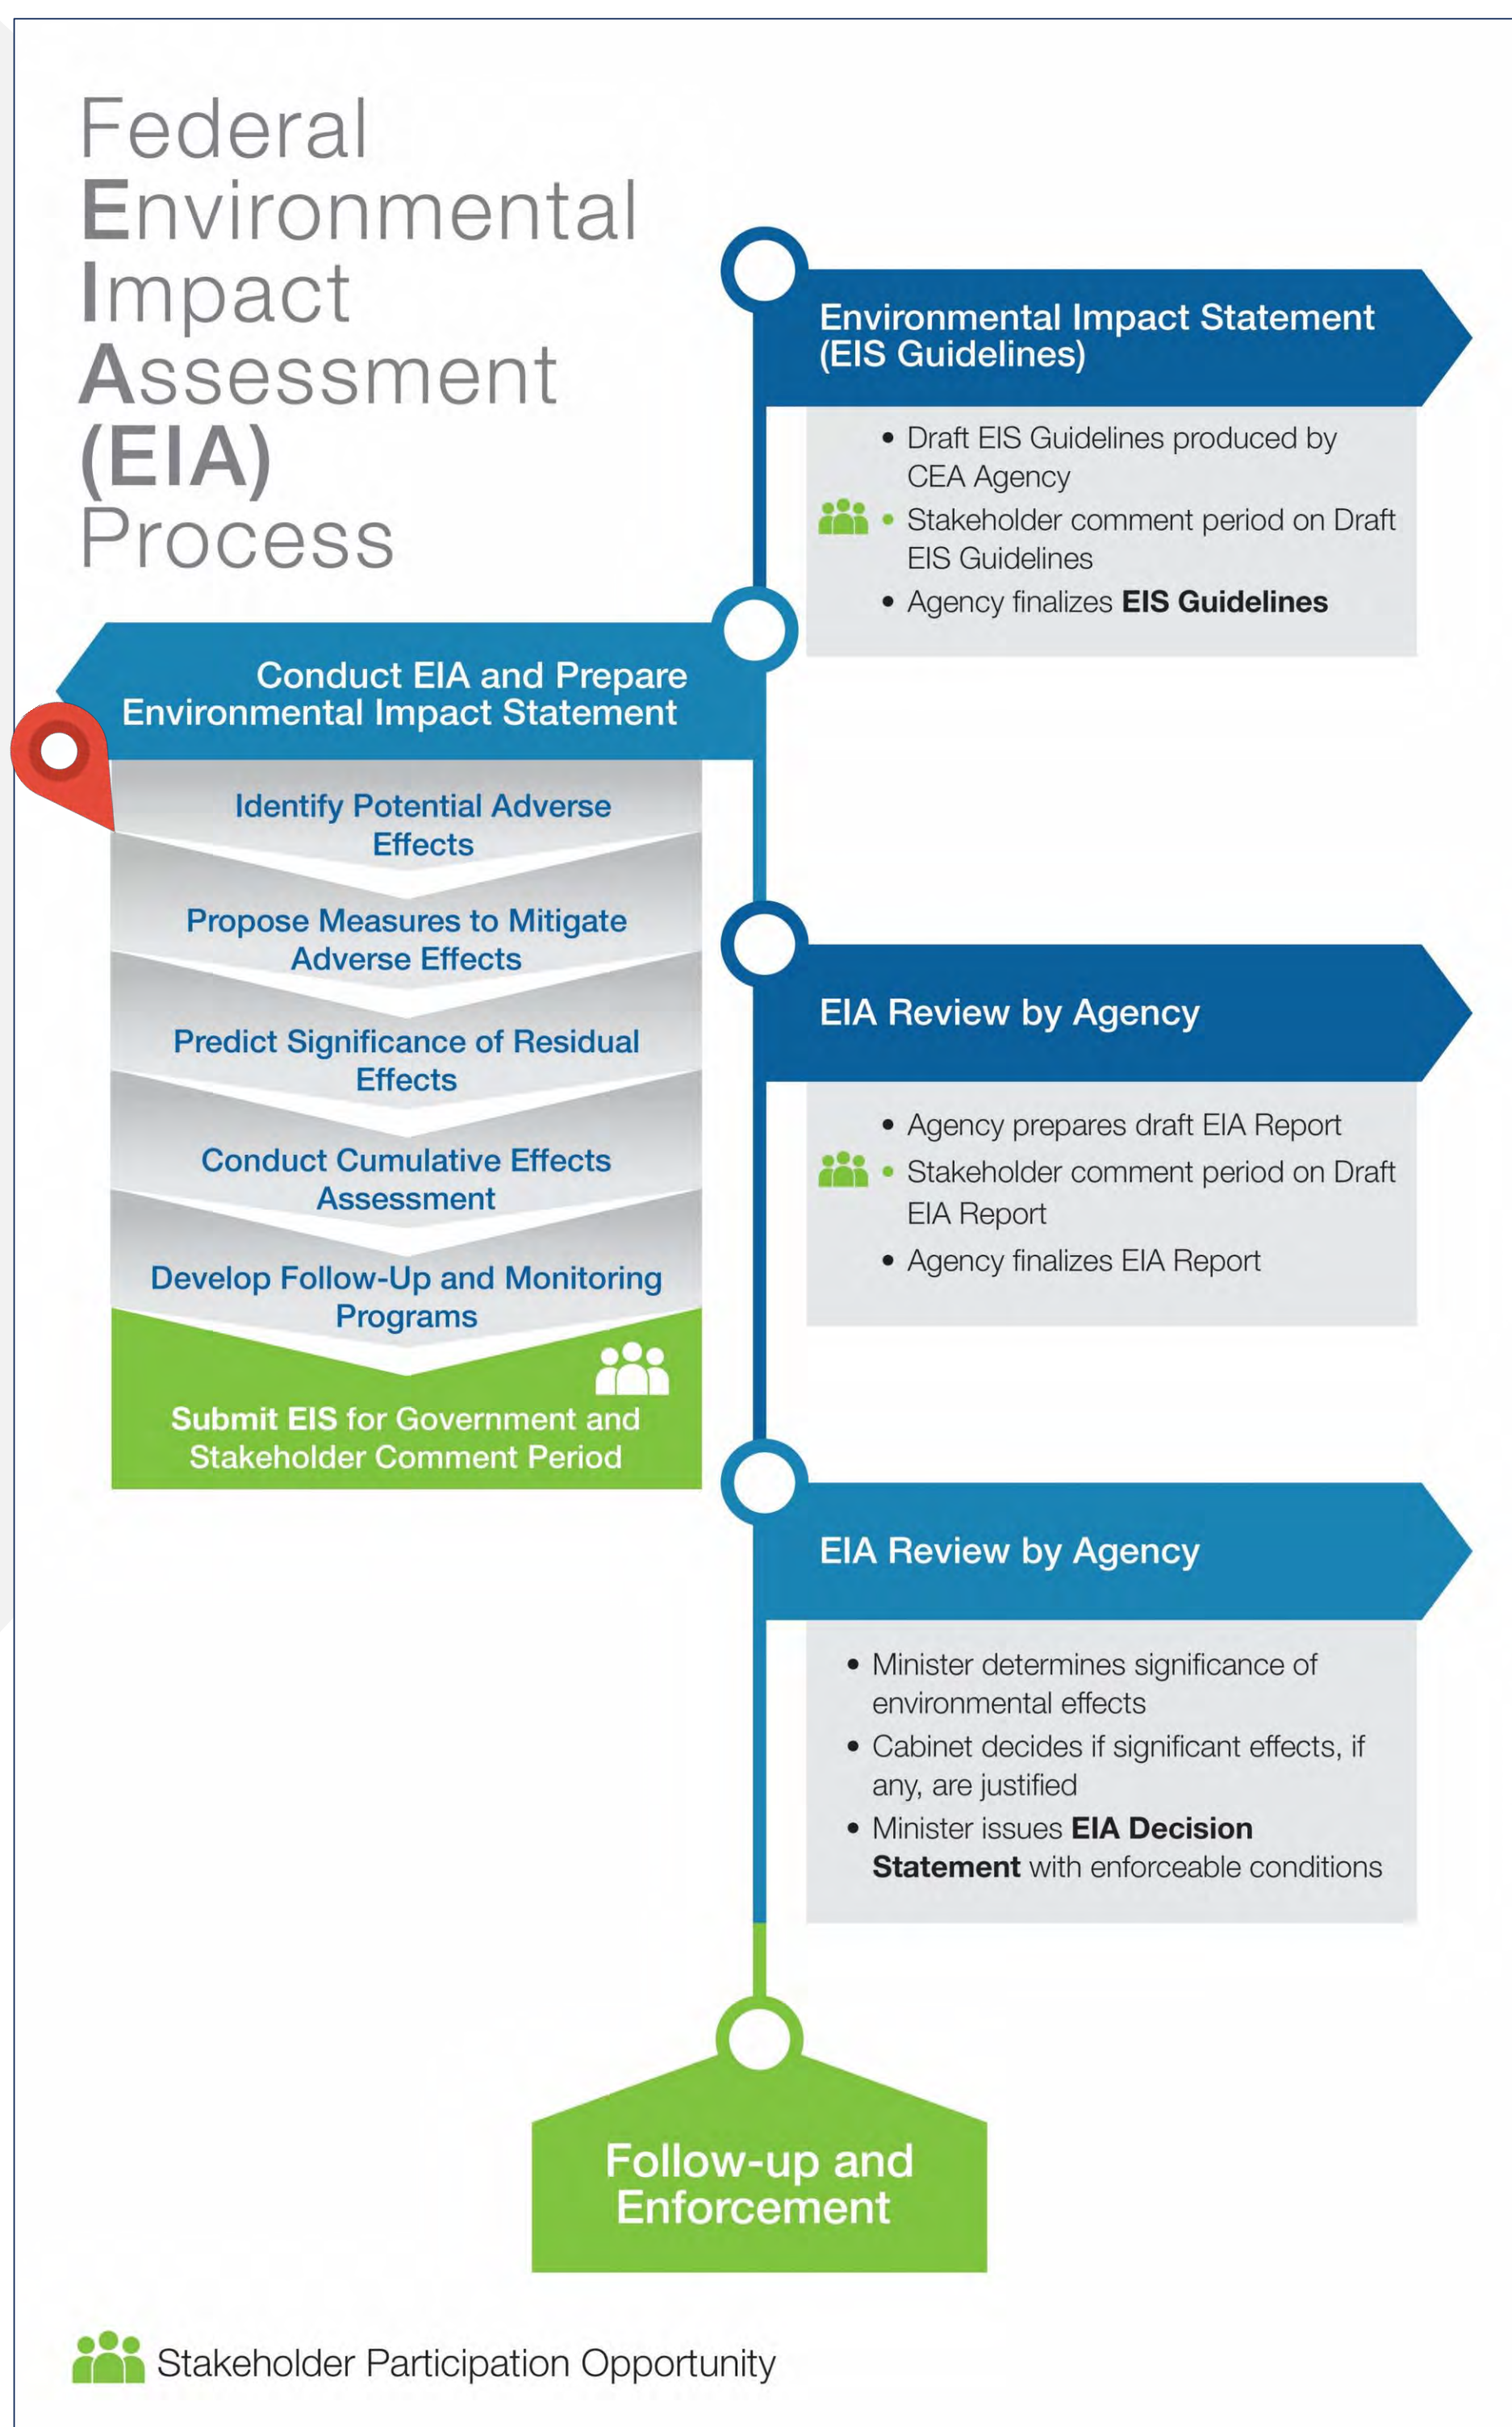 Federal
Environmental
Impact
Assessment
(EIA)
Process
Environmental Impact Statement
(EIS Guidelines)
• Draft EIS Guidelines produced by
CEA Agency
• Stakeholder comment period on Draft
EIS Guidelines
• Agency finalizes EIS Guidelines
Conduct EIA and Prepare
Environmental Impact Statement
Identify Potential Adverse
Effects
Propose Measures to Mitigate
Adverse Effects
Predict Significance of Residual
Effects
Conduct Cumulative Effects
Assessment
Develop Follow-Up and Monitoring
Programs
Submit EIS for Government and
Stakeholder Comment Period
EIA Review by Agency
• Agency prepares draft EIA Report
• Stakeholder comment period on Draft
EIA Report
• Agency finalizes EIA Report
EIA Review by Agency
• Minister determines significance of
environmental effects
• Cabinet decides if significant effects, if
any, are justified
• Minister issues EIA Decision
Statement with enforceable conditions
Follow-up and
Enforcement
Stakeholder Participation Opportunity